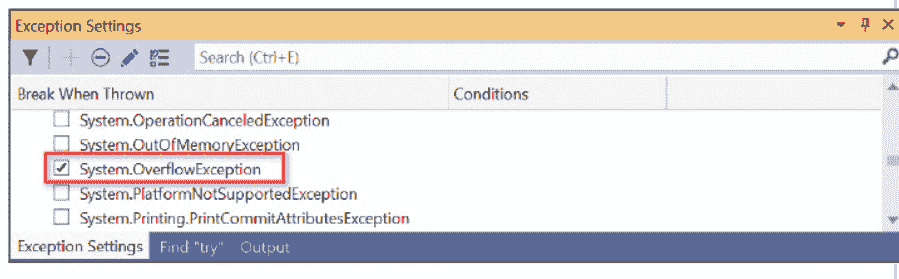 Exception Settings
Search (Ctrl+E)
Break When Thrown Conditions
System.OperationCanceledException
System.OutOfMemoryException
System.OverflowException
System.PlatformNotSupportedException
System.Printing.PrintCommitAttributesException
Exception Settings Find "try" Output